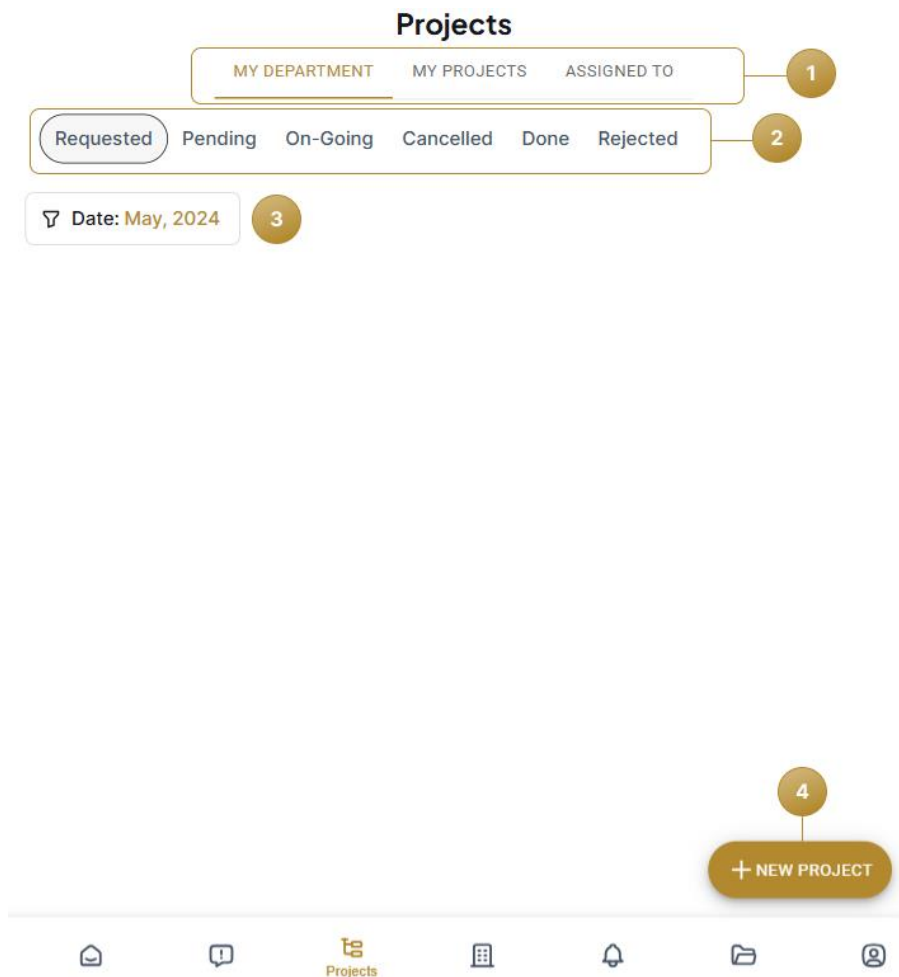 Projects
MY DEPARTMENT MY PROJECTS ASSIGNED TO
1
Requested Pending On-Going Cancelled Done Rejected
2
Date: May, 2024
3
4
NEW PROJECT
Projects